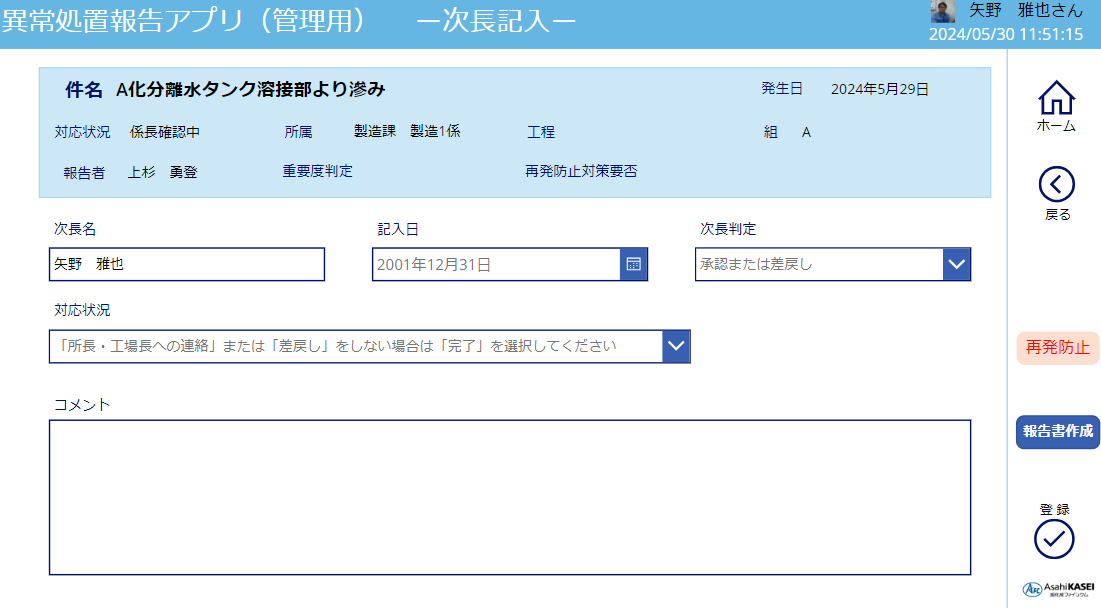 異常処置報告アプリ（管理用）　　ー次長記入ー
矢野　雅也さん
2024/05/30 11:51:15
件名　A化分離水タンク溶接部より滲み　発生日　2024年5月29日
対応状況　係長確認中　所属　製造課　製造1係　工程　組　A
報告者　上杉　勇登　重要度判定　再発防止対策要否
次長名　記入日　次長判定
矢野　雅也　2001年12月31日　承認または差戻し
対応状況
「所長・工場長への連絡」または「差戻し」をしない場合は「完了」を選択してください
コメント
ホーム
戻る
再発防止
報告書作成
登録
AsahiKASEI
旭化成ファインケム